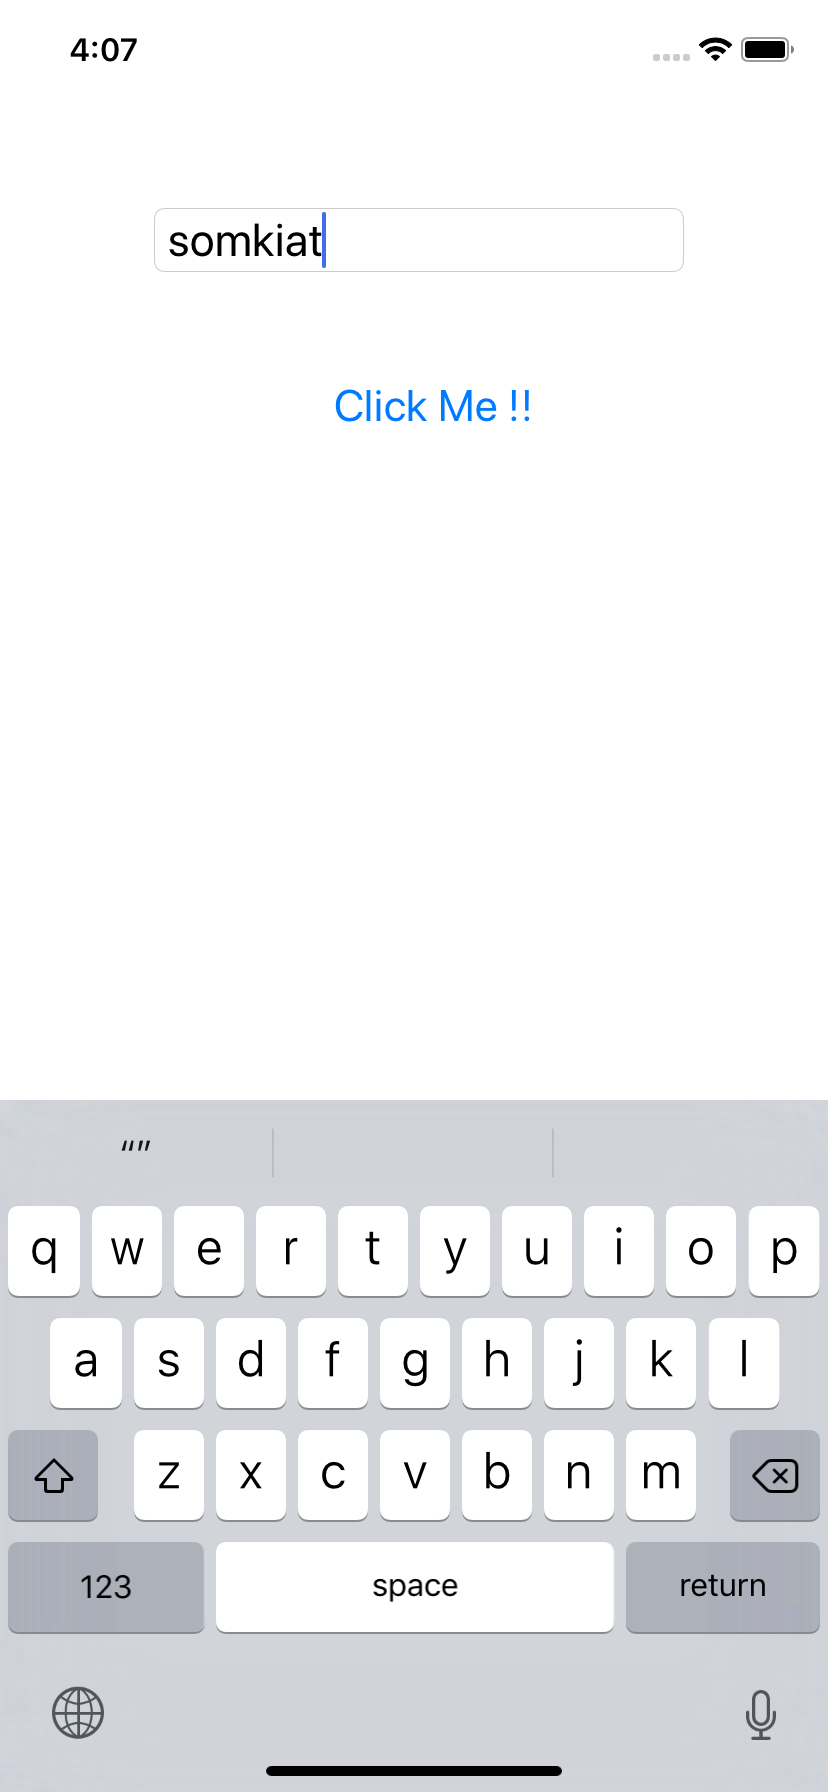 4:07
somkiat
Click Me !!
“”
q w e r t y u i o p
a s d f g h j k l
z x c v b n m
123 space return